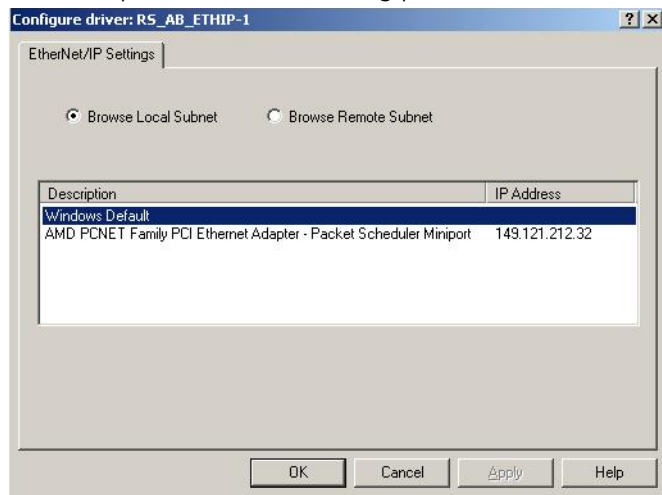 Configure driver: RS_AB_ETHIP-1
EtherNet/IP Settings
Browse Local Subnet Browse Remote Subnet
Description IP Address
Windows Default
AMD PCNET Family PCI Ethernet Adapter - Packet Scheduler Miniport 149.121.212.32
OK Cancel Apply Help